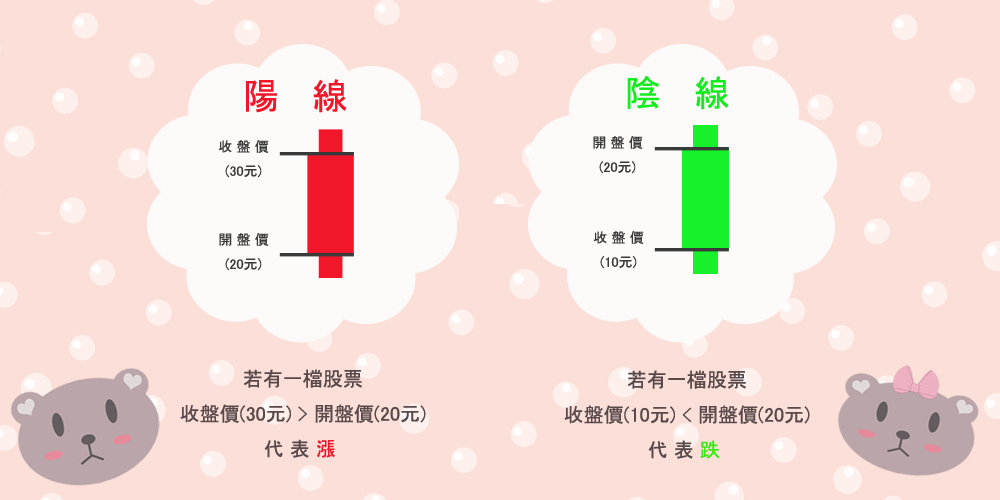 陽 線
收盤價
(30元)
開盤價
(20元)
若有一檔股票
收盤價(30元) > 開盤價(20元)
代表漲
陰 線
開盤價
(20元)
收盤價
(10元)
若有一檔股票
收盤價(10元) < 開盤價(20元)
代表跌